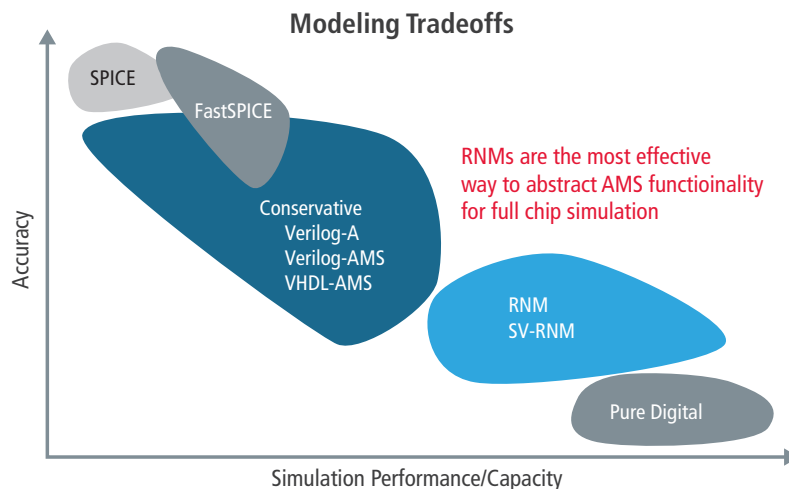 Modeling Tradeoffs
SPICE
FastSPICE
RNMs are the most effective
way to abstract AMS functioinality
for full chip simulation
Conservative
Verilog-A
Verilog-AMS
VHDL-AMS
Accuracy
RNM
SV-RNM
Pure Digital
Simulation Performance/Capacity